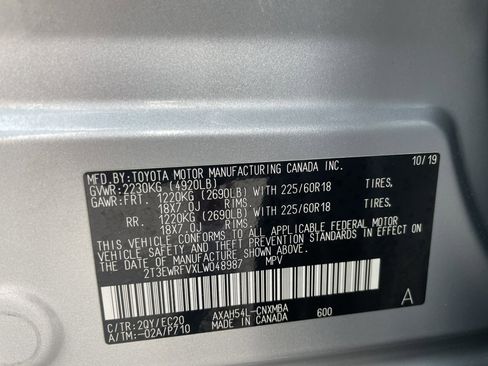 MFD.BY:TOYOTA MOTOR MANUFACTURING CANADA INC. 10/19
GVWR:2230KG (4920LB)
GAWR:FRT. 1220KG (2690LB) WITH 225/60R18 TIRES,
18X7.0J RIMS.
RR. 1220KG (2690LB) WITH 225/60R18 TIRES,
18X7.0J RIMS.
THIS VEHICLE CONFORMS TO ALL APPLICABLE FEDERAL MOTOR
VEHICLE SAFETY AND EMISSIONS STANDARDS IN EFFECT
ON THE DATE OF MANUFACTURE SHOWN ABOVE.
2T3EWRFVXLW048987 MPV
C/TR:2QY/EC20 AXAH54L-CNXMBA 600 A
A/TM:-02A/P710 MADE IN CANADA